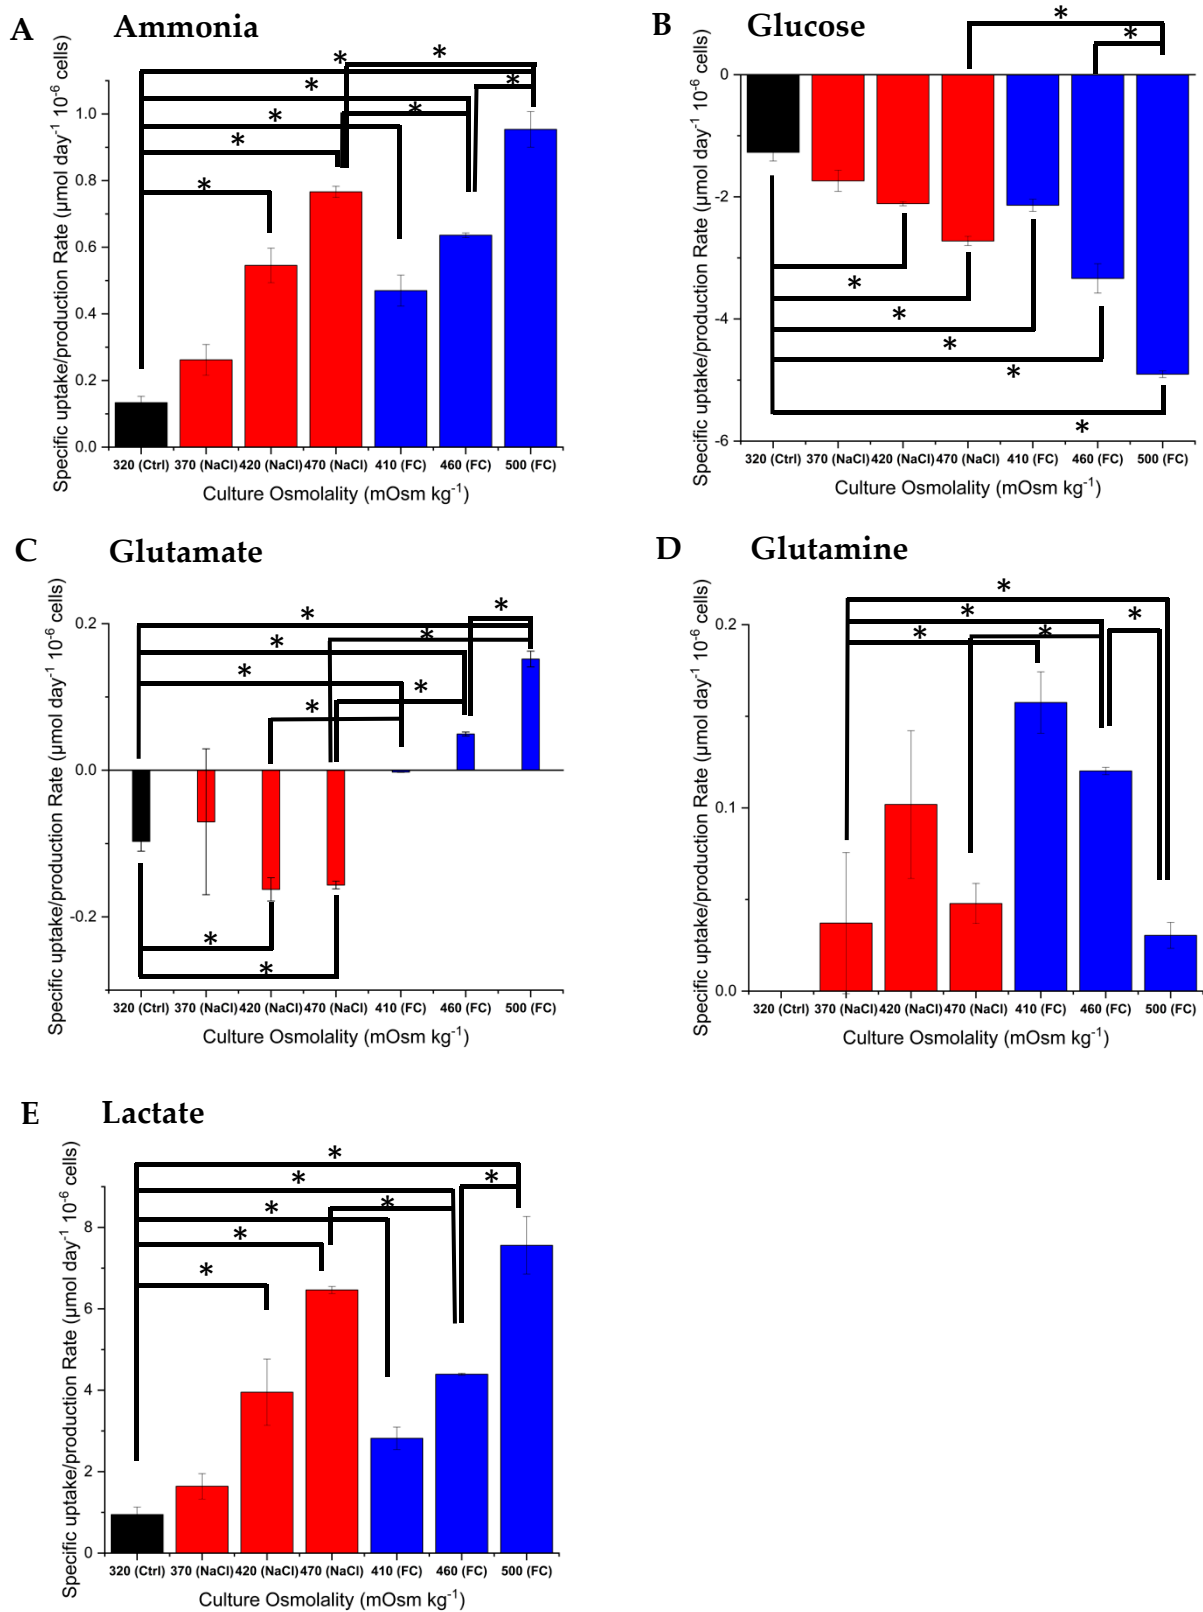 A Ammonia
* * * * * * * *
Specific uptake/production Rate (µmol day-1 10-6 cells)
1.0
0.8
0.6
0.4
0.2
0.0
320 (Ctrl) 370 (NaCl) 420 (NaCl) 470 (NaCl) 410 (FC) 460 (FC) 500 (FC)
Culture Osmolality (mOsm kg-1)
B Glucose
* * * * * * *
Specific uptake/production Rate (µmol day-1 10-6 cells)
0
-2
-4
-6
320 (Ctrl) 370 (NaCl) 420 (NaCl) 470 (NaCl) 410 (FC) 460 (FC) 500 (FC)
Culture Osmolality (mOsm kg-1)
C Glutamate
* * * * * * * * *
Specific uptake/production Rate (µmol day-1 10-6 cells)
0.2
0.0
-0.2
320 (Ctrl) 370 (NaCl) 420 (NaCl) 470 (NaCl) 410 (FC) 460 (FC) 500 (FC)
Culture Osmolality (mOsm kg-1)
D Glutamine
* * * * *
Specific uptake/production Rate (µmol day-1 10-6 cells)
0.2
0.1
0.0
320 (Ctrl) 370 (NaCl) 420 (NaCl) 470 (NaCl) 410 (FC) 460 (FC) 500 (FC)
Culture Osmolality (mOsm kg-1)
E Lactate
* * * * * * *
Specific uptake/production Rate (µmol day-1 10-6 cells)
8
6
4
2
0
320 (Ctrl) 370 (NaCl) 420 (NaCl) 470 (NaCl) 410 (FC) 460 (FC) 500 (FC)
Culture Osmolality (mOsm kg-1)